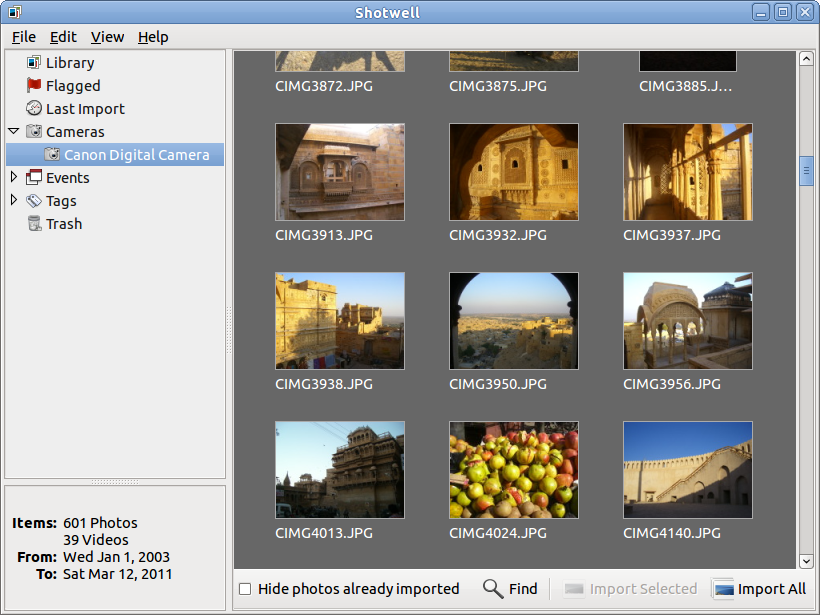 Shotwell
File Edit View Help
Library
Flagged
Last Import
Cameras
Canon Digital Camera
Events
Tags
Trash
Items: 601 Photos
39 Videos
From: Wed Jan 1, 2003
To: Sat Mar 12, 2011
CIMG3872.JPG CIMG3875.JPG CIMG3885.J...
CIMG3913.JPG CIMG3932.JPG CIMG3937.JPG
CIMG3938.JPG CIMG3950.JPG CIMG3956.JPG
CIMG4013.JPG CIMG4024.JPG CIMG4140.JPG
Hide photos already imported Find Import Selected Import All